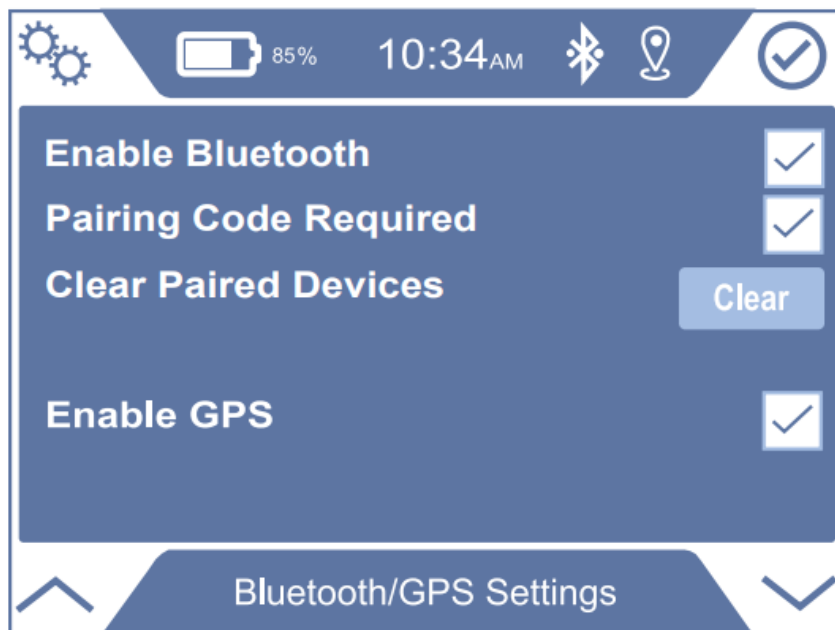 85% 10:34AM
Enable Bluetooth
Pairing Code Required
Clear Paired Devices Clear
Enable GPS
Bluetooth/GPS Settings